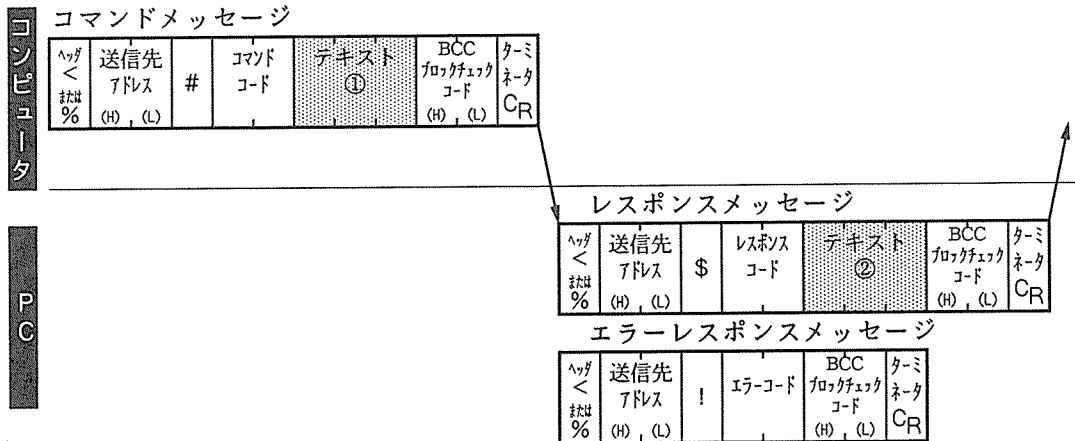 コンピュータ
コマンドメッセージ
ヘッダ
<
または
%
送信先
アドレス
(H) (L)
#
コマンド
コード
テキスト
①
BCC
ブロックチェック
コード
(H) (L)
ターミ
ネータ
CR
PC
レスポンスメッセージ
ヘッダ
<
または
%
送信先
アドレス
(H) (L)
$
レスポンス
コード
テキスト
②
BCC
ブロックチェック
コード
(H) (L)
ターミ
ネータ
CR
エラーレスポンスメッセージ
ヘッダ
<
または
%
送信先
アドレス
(H) (L)
!
エラーコード
BCC
ブロックチェック
コード
(H) (L)
ターミ
ネータ
CR